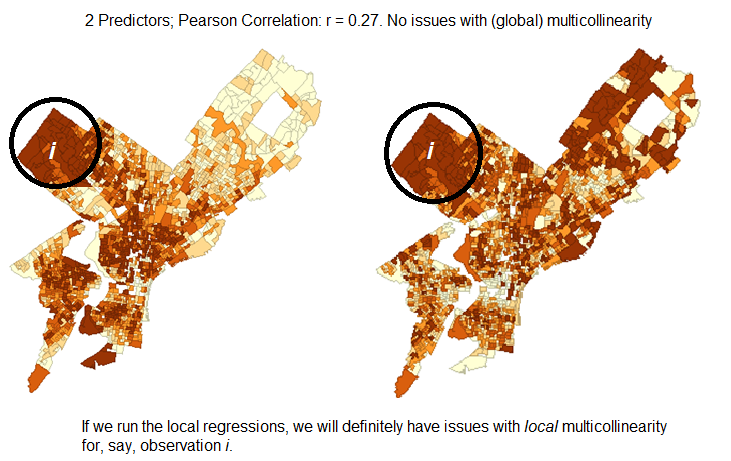 2 Predictors; Pearson Correlation: r = 0.27. No issues with (global) multicollinearity
i
i
If we run the local regressions, we will definitely have issues with local multicollinearity
for, say, observation i.